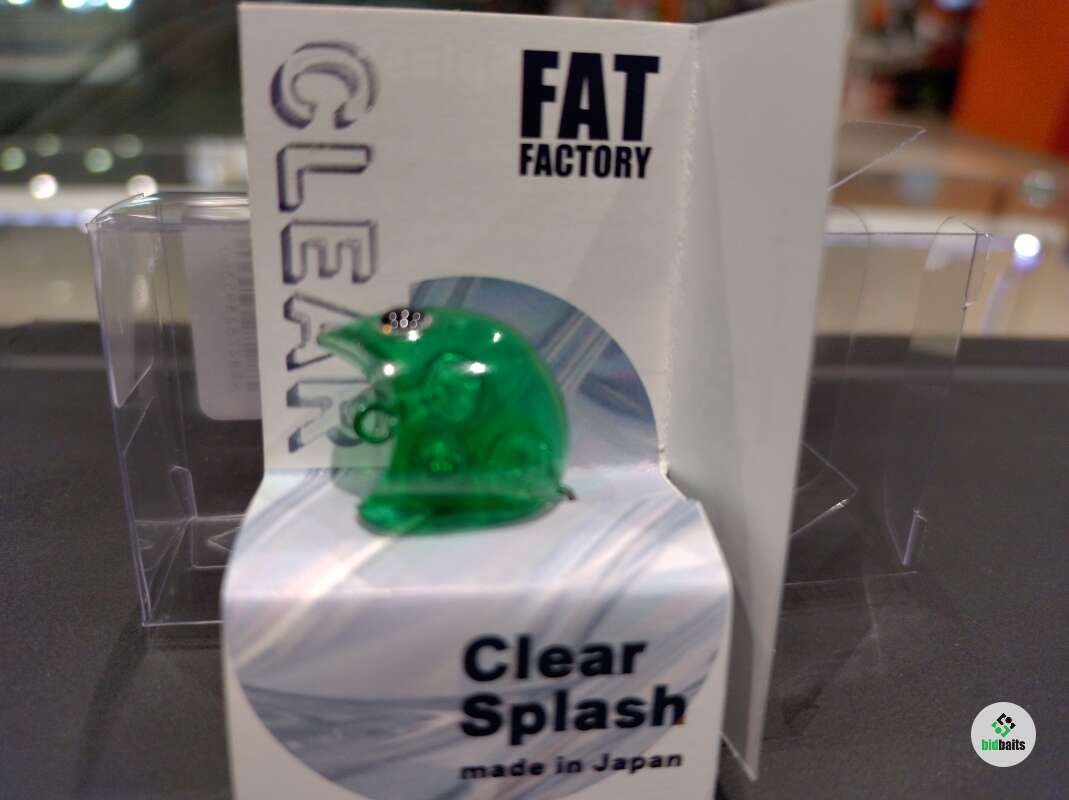 CLEAR
FAT
FACTORY
Clear
Splash
made in Japan
bidbaits